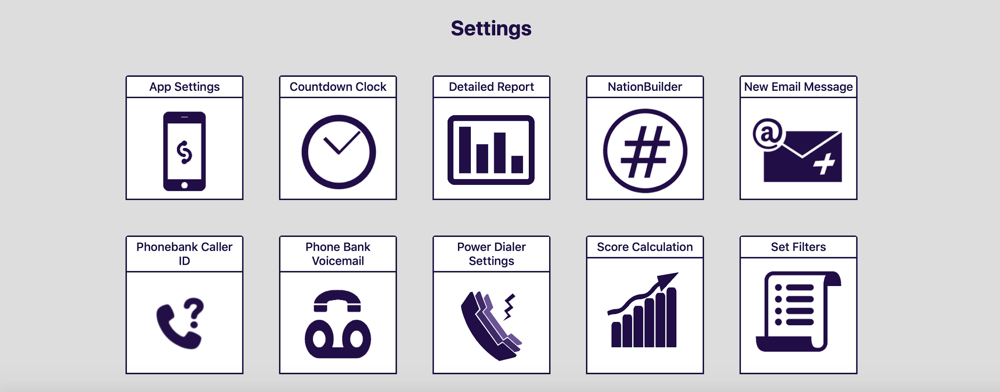 Settings
App Settings
Countdown Clock
Detailed Report
NationBuilder
New Email Message
$
#
@
+
Phonebank Caller
ID
Phone Bank
Voicemail
Power Dialer
Settings
Score Calculation
Set Filters
?